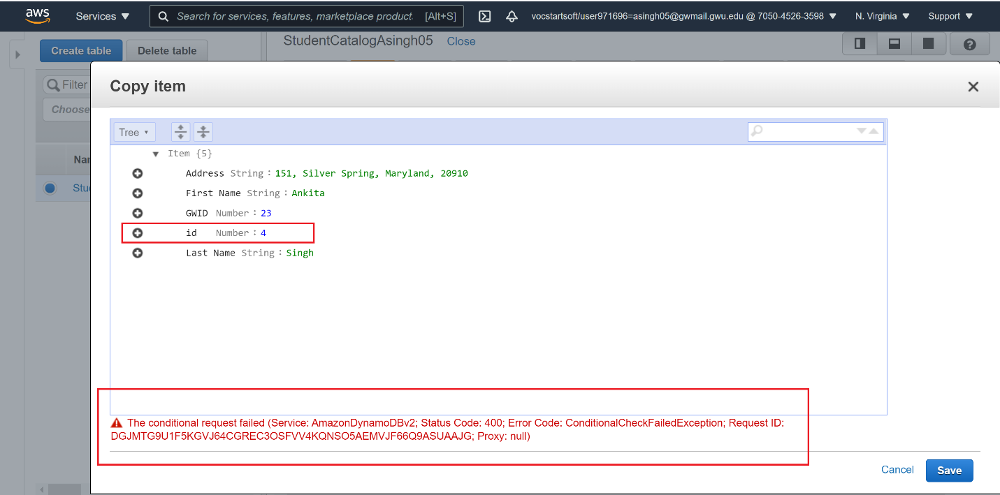 aws
Services ▼
Search for services, features, marketplace product. [Alt+S]
vocstartsoft/user971696=asingh05@gwmail.gwu.edu @ 7050-4526-3598 ▼
N. Virginia ▼
Support ▼
Create table
Delete table
StudentCatalogAsingh05
Close
Filter
Choose
Nar
Stu
Copy item
Tree
Item {5}
Address String : 151, Silver Spring, Maryland, 20910
First Name String : Ankita
GWID Number : 23
id Number : 4
Last Name String : Singh
The conditional request failed (Service: AmazonDynamoDBv2; Status Code: 400; Error Code: ConditionalCheckFailedException; Request ID:
DGJMTG9U1F5KGVJ64CGREC3OSFVV4KQNSO5AEMVJF66Q9ASUAAJG; Proxy: null)
Cancel
Save